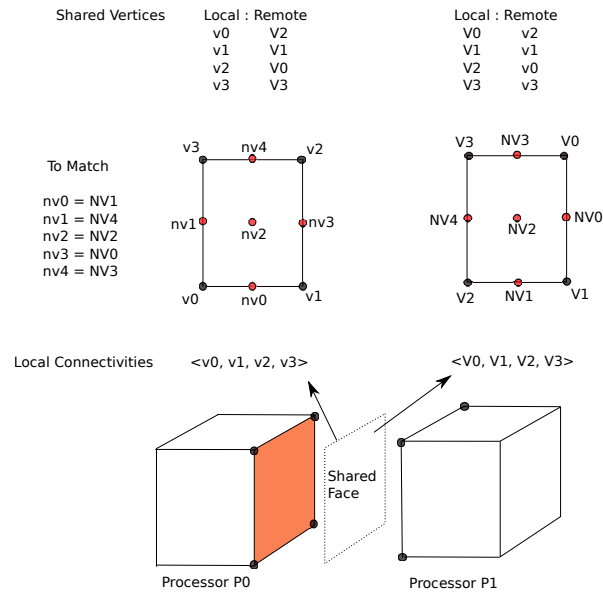 Shared Vertices
Local : Remote
v0 V2
v1 V1
v2 V0
v3 V3
Local : Remote
V0 v2
V1 v1
V2 v0
V3 v3
To Match
nv0 = NV1
nv1 = NV4
nv2 = NV2
nv3 = NV0
nv4 = NV3
v3 nv4 v2
nv1 nv2 nv3
v0 nv0 v1
V3 NV3 V0
NV4 NV2 NV0
V2 NV1 V1
Local Connectivities
<v0, v1, v2, v3>
<V0, V1, V2, V3>
Shared
Face
Processor P0
Processor P1